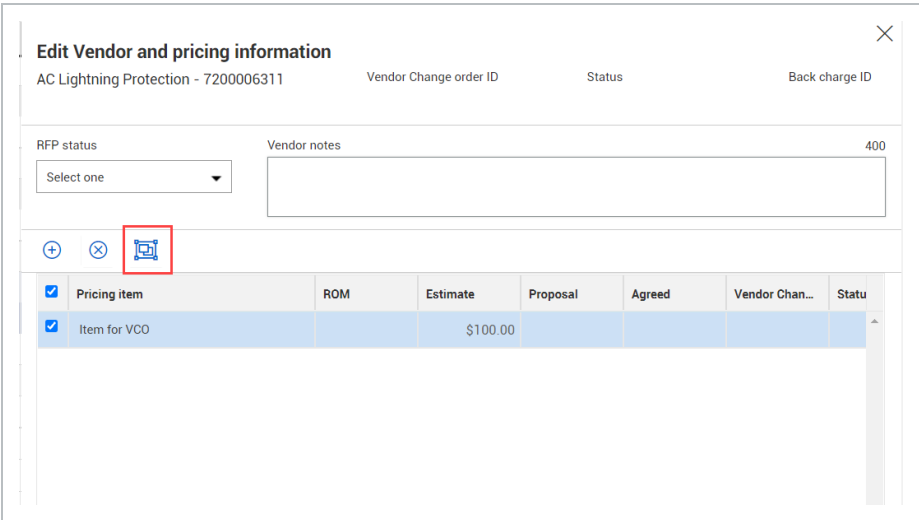 Edit Vendor and pricing information
AC Lightning Protection - 7200006311 Vendor Change order ID Status Back charge ID
RFP status Vendor notes 400
Select one
Pricing item ROM Estimate Proposal Agreed Vendor Chan... Statu
Item for VCO $100.00